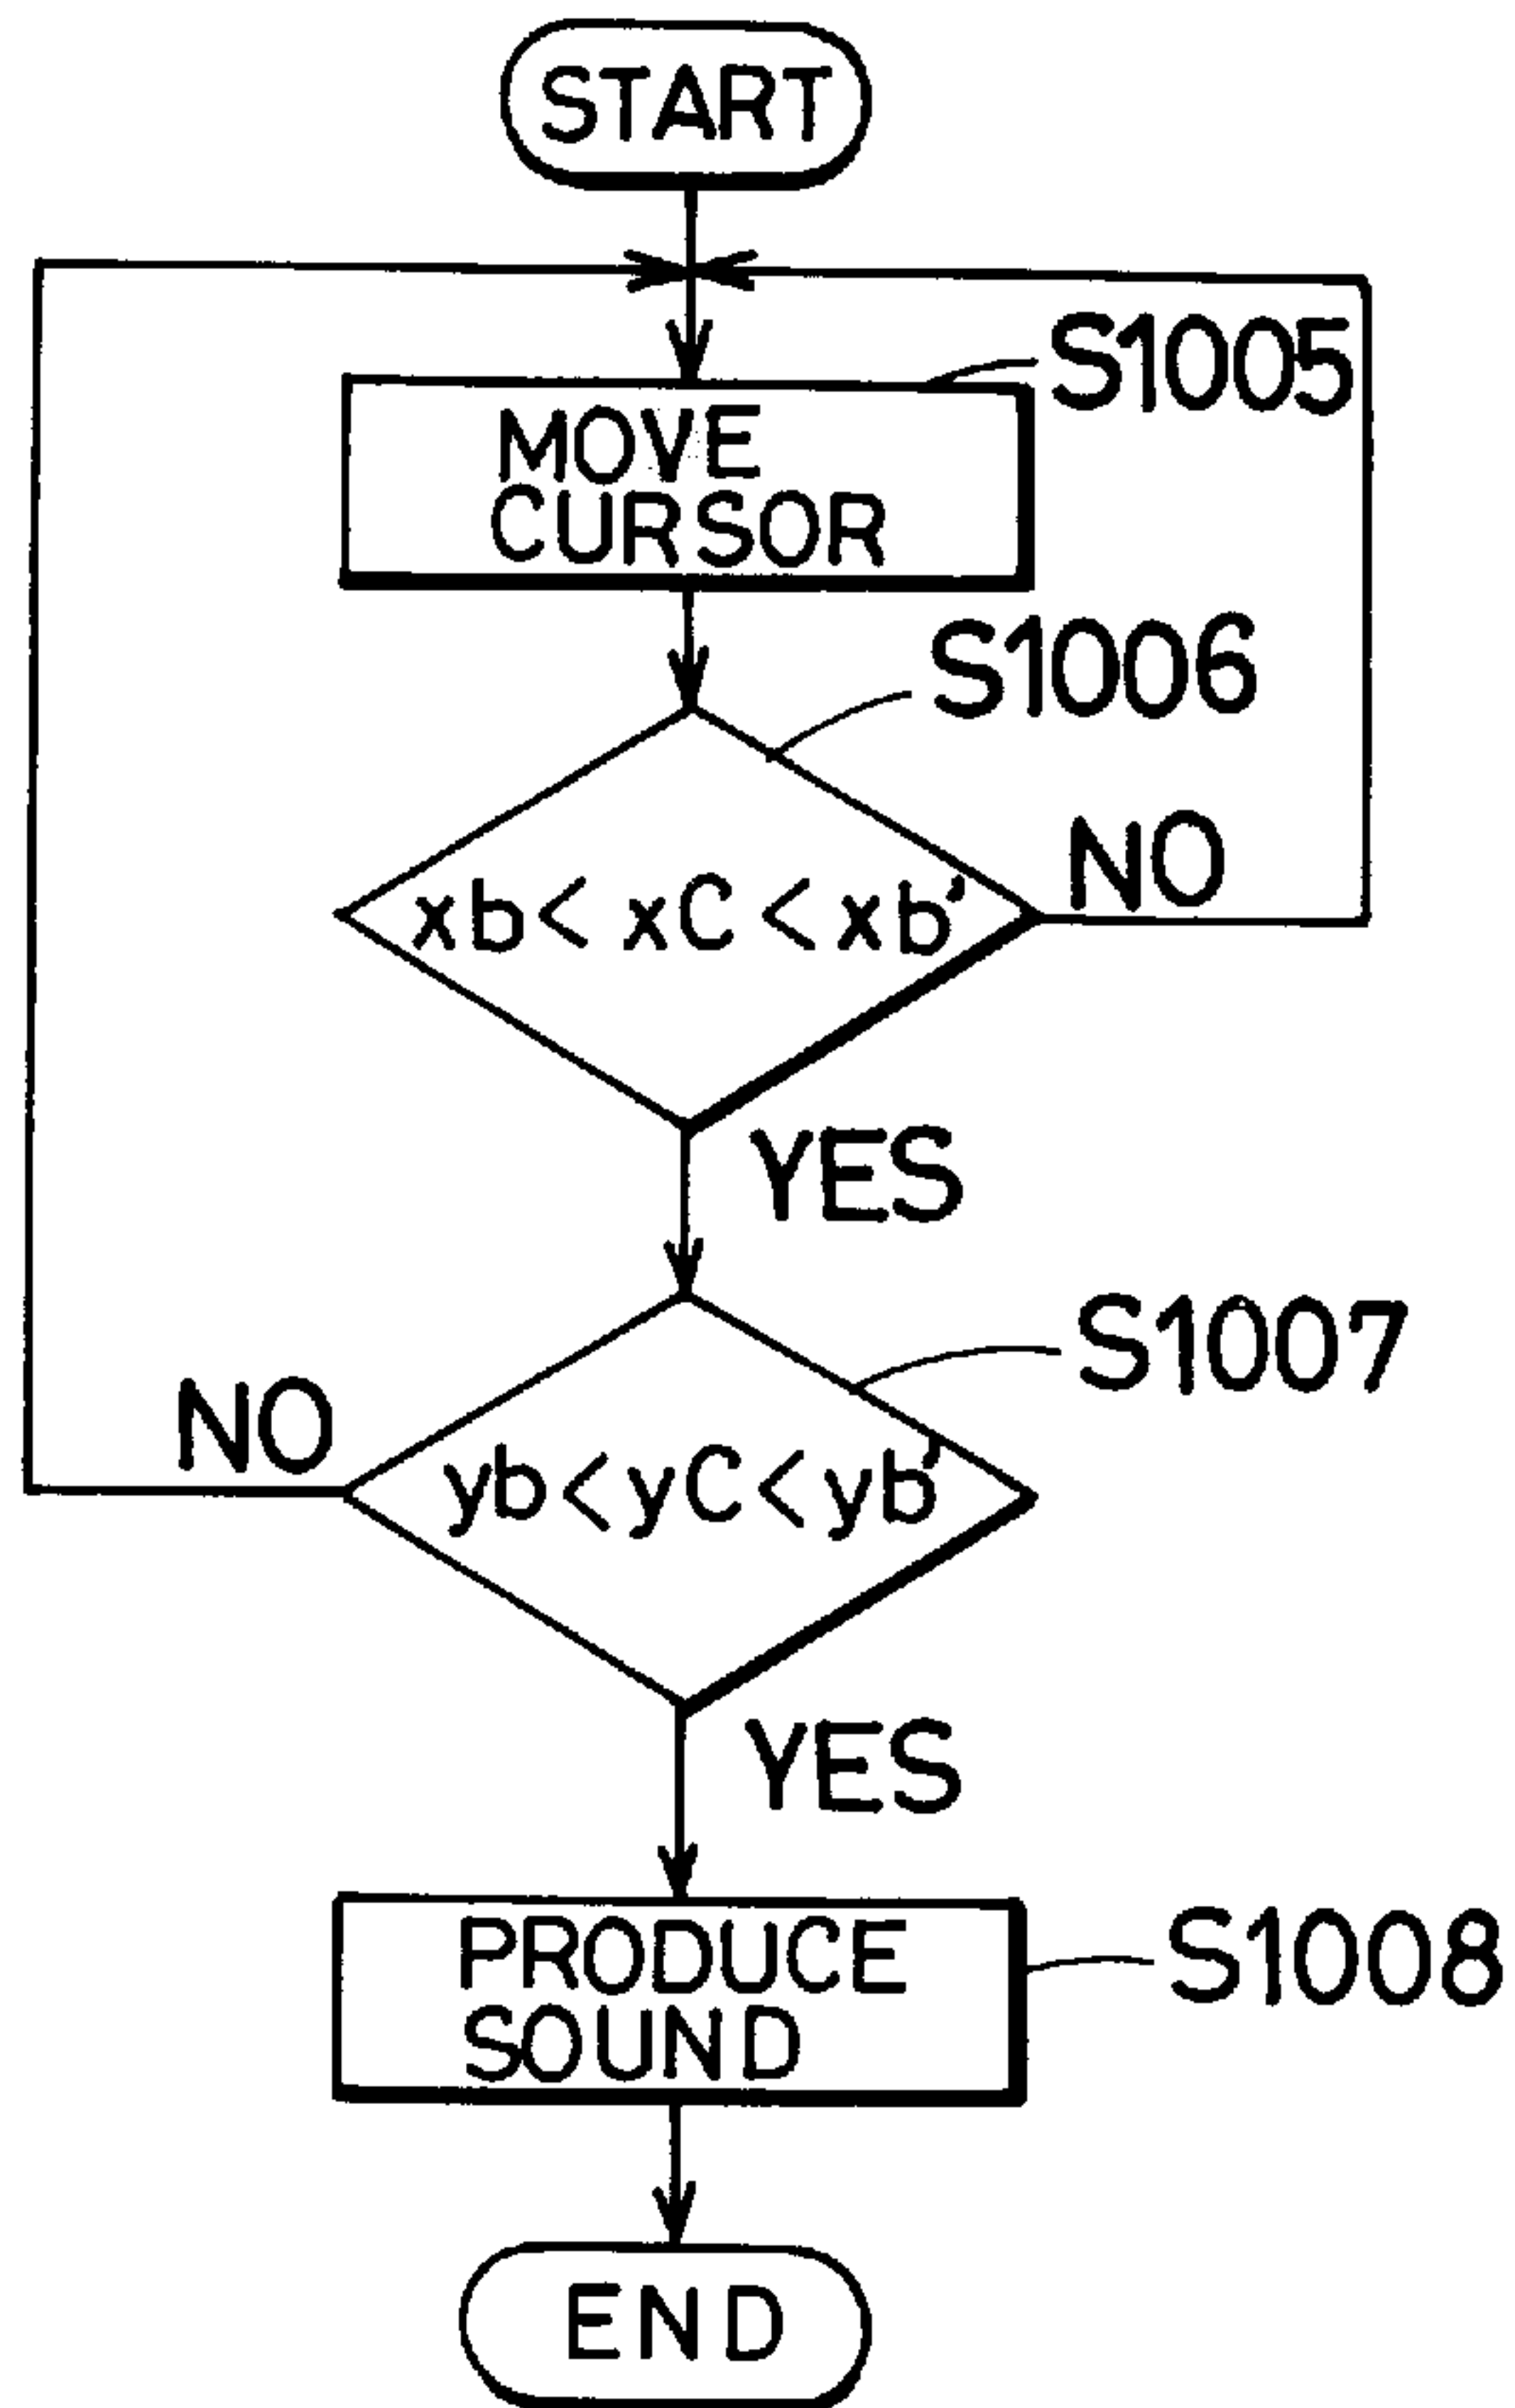 START
S1005
MOVE
CURSOR
S1006
xb < xC < xb'
NO
YES
S1007
NO
yb < yC < yb'
YES
PRODUCE
SOUND
S1008
END